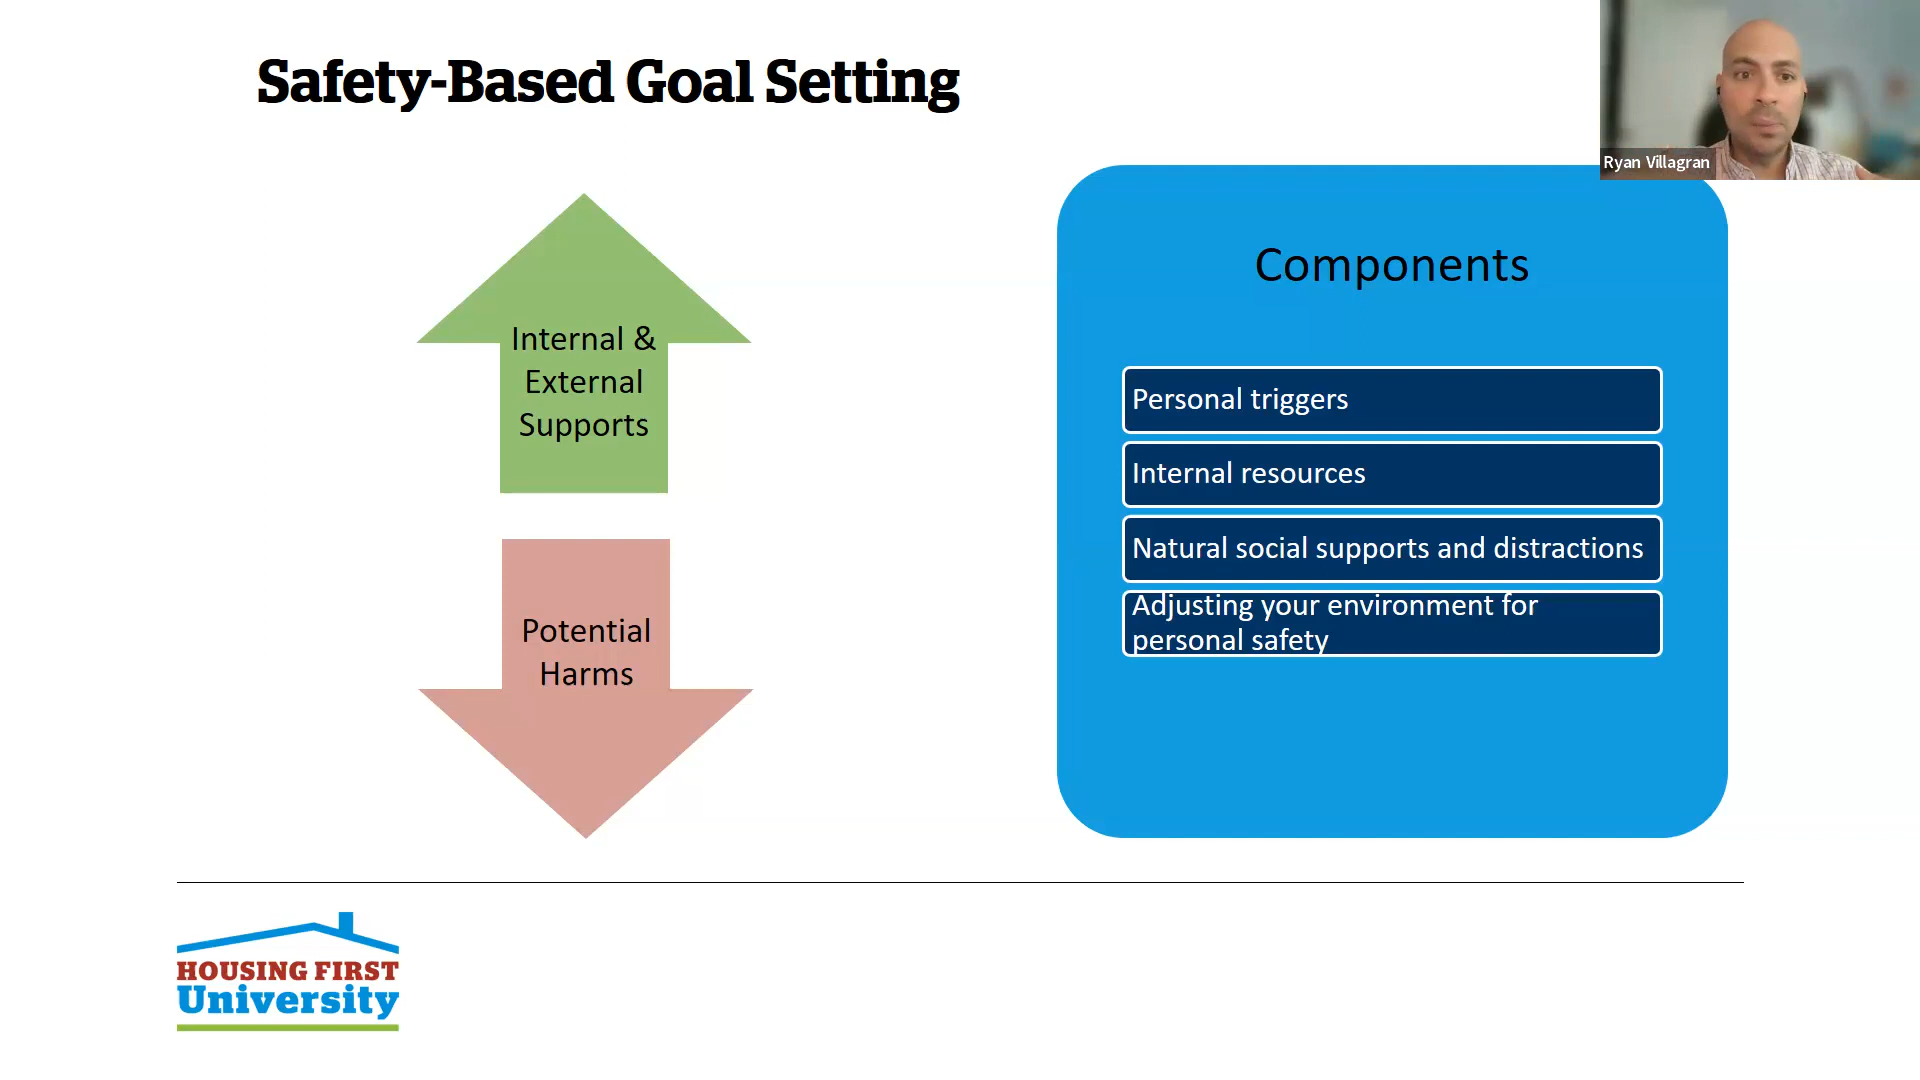 Safety-Based Goal Setting
Ryan Villagran
Internal &
External
Supports
Potential
Harms
Components
Personal triggers
Internal resources
Natural social supports and distractions
Adjusting your environment for
personal safety
HOUSING FIRST
University